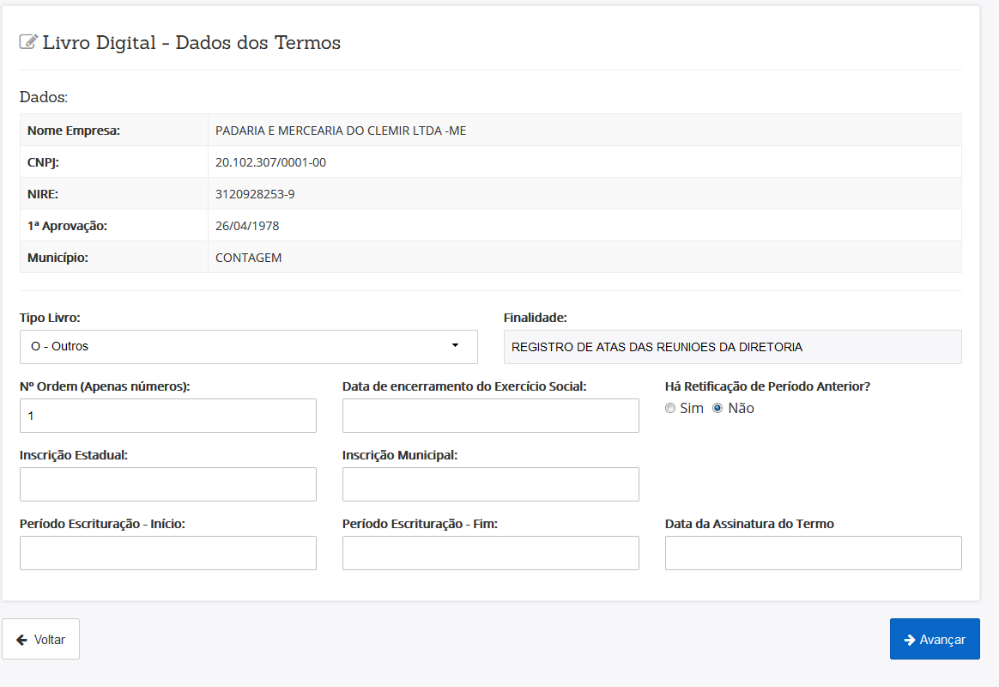 Livro Digital - Dados dos Termos
Dados:
Nome Empresa: PADARIA E MERCEARIA DO CLEMIR LTDA -ME
CNPJ: 20.102.307/0001-00
NIRE: 3120928253-9
1ª Aprovação: 26/04/1978
Município: CONTAGEM
Tipo Livro: Finalidade:
O - Outros REGISTRO DE ATAS DAS REUNIOES DA DIRETORIA
Nº Ordem (Apenas números): Data de encerramento do Exercício Social: Há Retificação de Período Anterior?
1 Sim Não
Inscrição Estadual: Inscrição Municipal:
Período Escrituração - Início: Período Escrituração - Fim: Data da Assinatura do Termo
Voltar Avançar